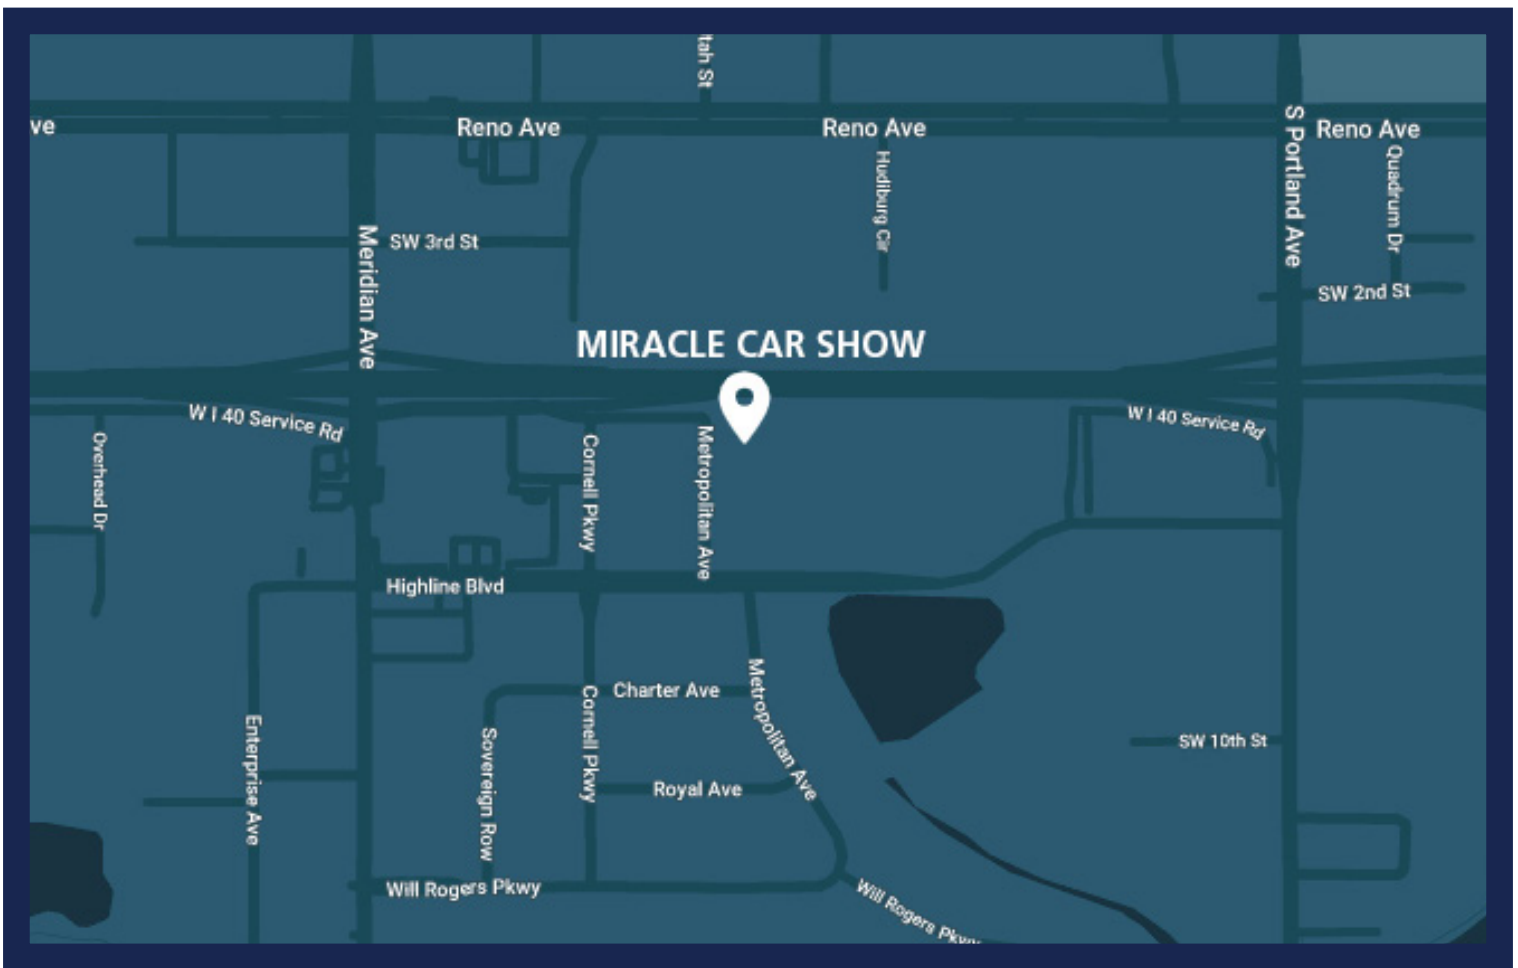 tah St
ve
Reno Ave
Reno Ave
S Portland Ave
Reno Ave
Hudiburg Cir
Quadrum Dr
Meridian Ave
SW 3rd St
SW 2nd St
MIRACLE CAR SHOW
W I 40 Service Rd
W I 40 Service Rd
Overhead Dr
Cornell Pkwy
Metropolitan Ave
Highline Blvd
Charter Ave
Metropolitan Ave
Cornell Pkwy
Enterprise Ave
Sovereign Row
SW 10th St
Royal Ave
Will Rogers Pkwy
Will Rogers Pkwy